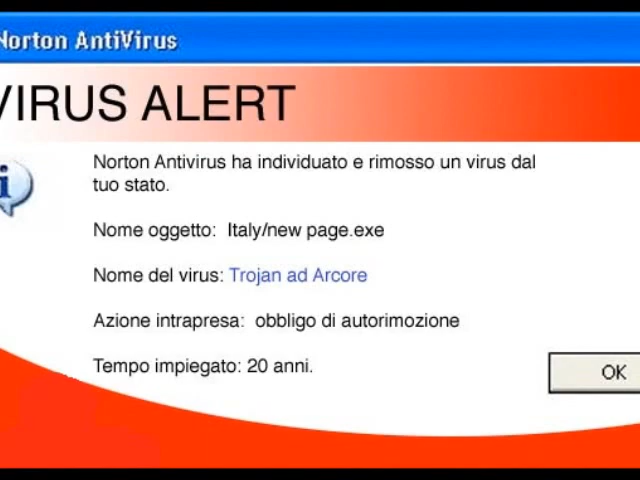 Norton AntiVirus
VIRUS ALERT
Norton Antivirus ha individuato e rimosso un virus dal
tuo stato.
Nome oggetto: Italy/new page.exe
Nome del virus: Trojan ad Arcore
Azione intrapresa: obbligo di autorimozione
Tempo impiegato: 20 anni.
OK